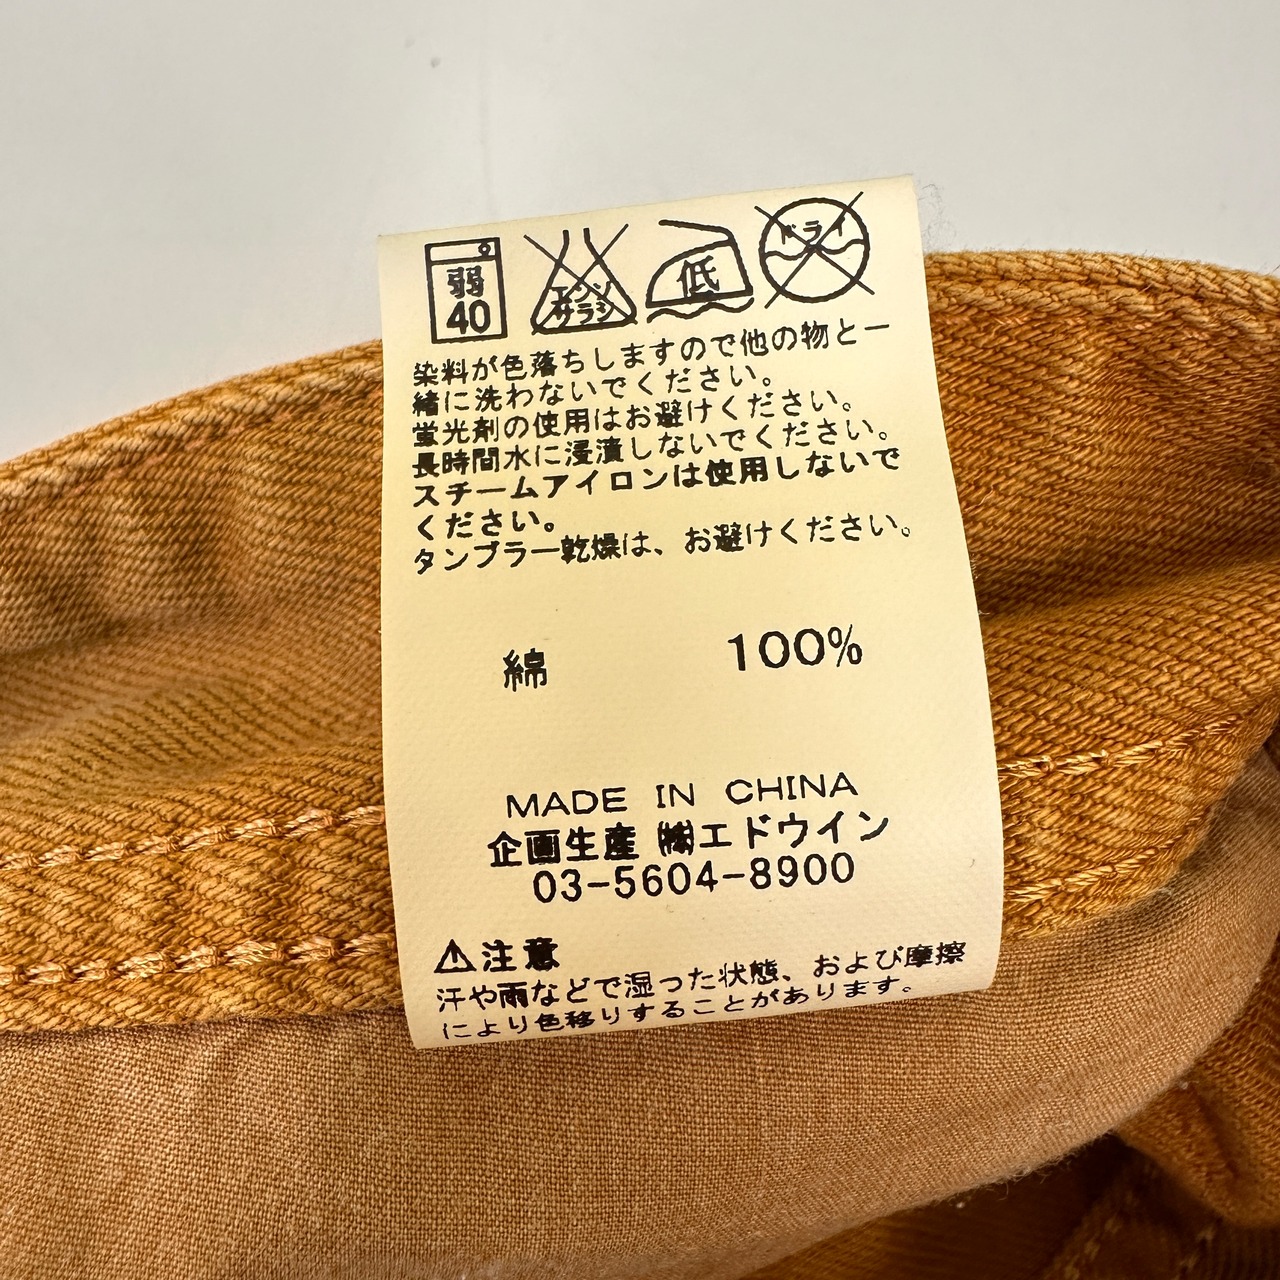 弱
40
エンソ
サラシ
低
ドライ
染料が色落ちしますので他の物と一
緒に洗わないでください。
蛍光剤の使用はお避けください。
長時間水に浸漬しないでください。
スチームアイロンは使用しないで
ください。
タンブラー乾燥は、お避けください。
綿 100%
MADE IN CHINA
企画生産 ㈱エドウイン
03-5604-8900
⚠注意
汗や雨などで湿った状態、および摩擦
により色移りすることがあります。